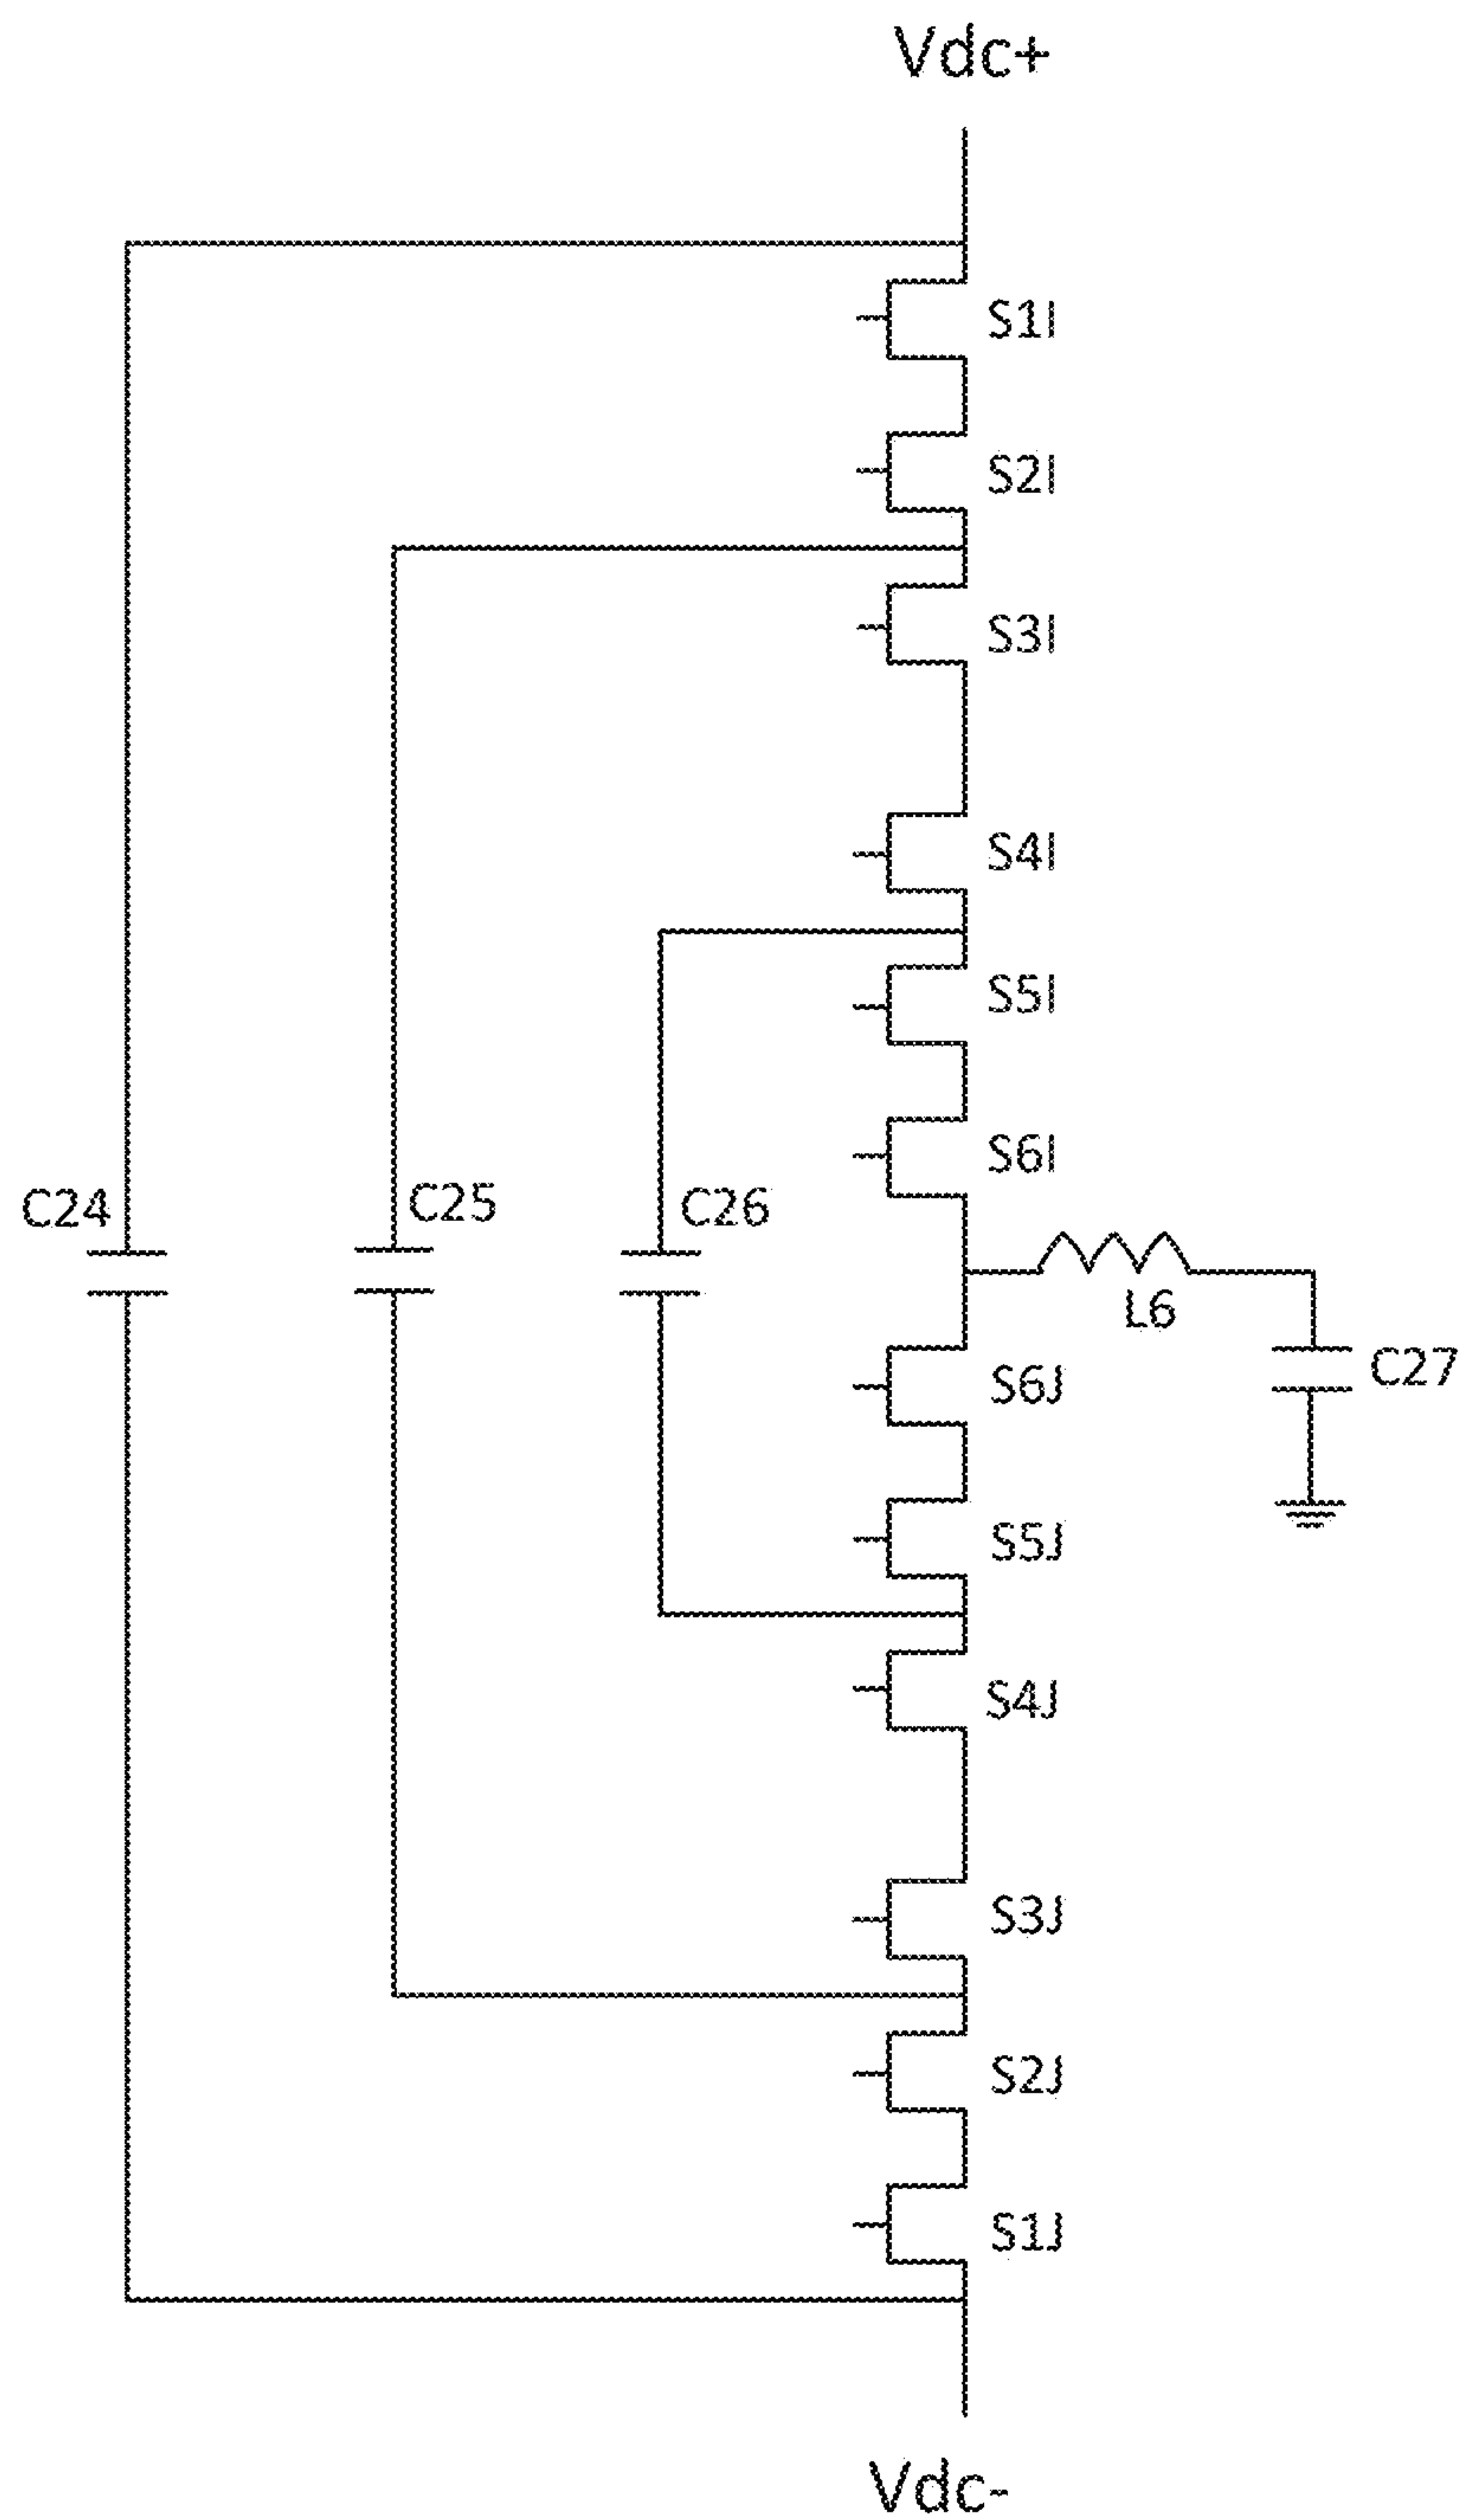 Vdc+
S1I
S2I
S3I
S4I
S5I
S6I
C24
C25
C26
L6
C27
S6J
S5J
S4J
S3J
S2J
S1J
Vdc-